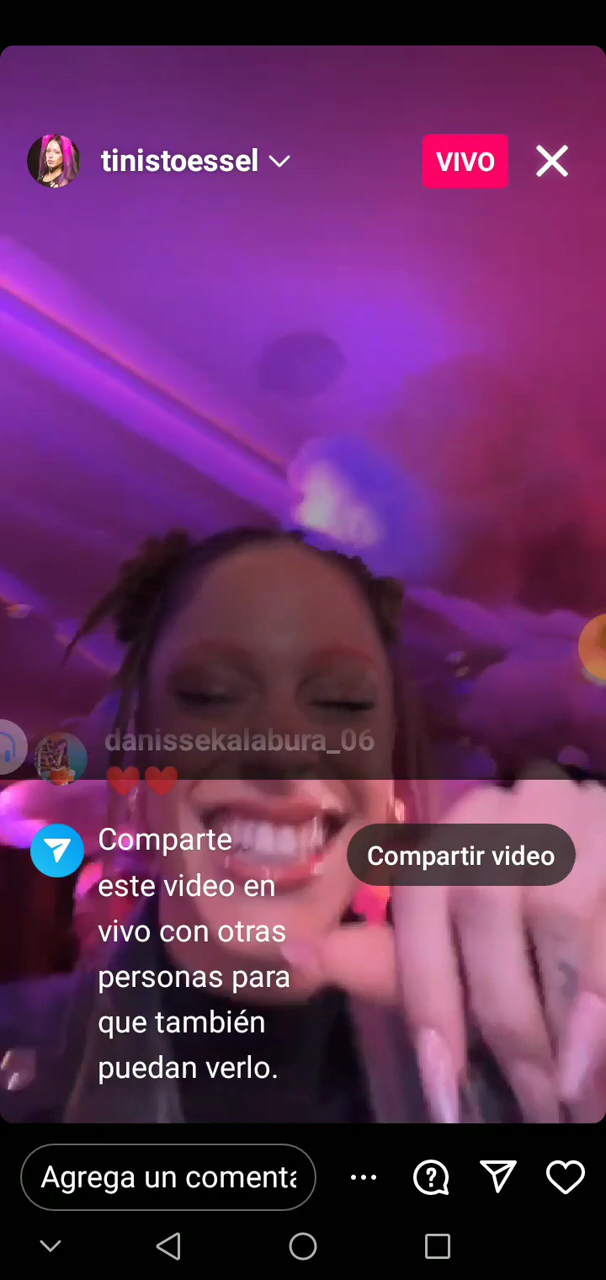 tinistoessel
VIVO
danissekalabura_06
❤️❤️
Comparte
este video en
vivo con otras
personas para
que también
puedan verlo.
Compartir video
Agrega un comenta